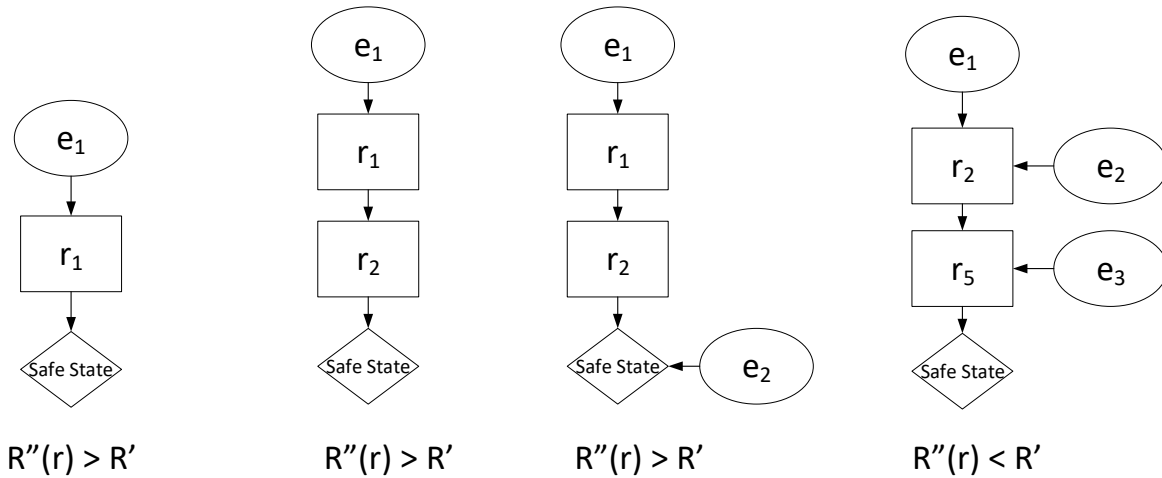 e₁
r₁
Safe State
R″(r) > R’
e₁
r₁
r₂
Safe State
R″(r) > R’
e₁
r₁
r₂
Safe State
e₂
R″(r) > R’
e₁
r₂
e₂
r₅
e₃
Safe State
R″(r) < R’